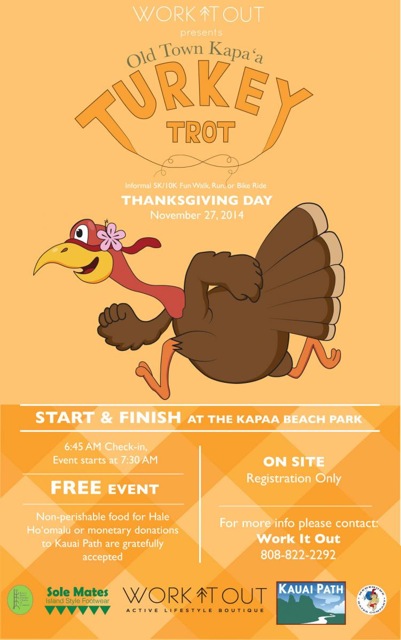 WORK IT OUT
presents
Old Town Kapa'a
TURKEY
TROT
Informal 5K/10K Fun Walk, Run, or Bike Ride
THANKSGIVING DAY
November 27, 2014
START & FINISH AT THE KAPAA BEACH PARK
6:45 AM Check-in,
Event starts at 7:30 AM
FREE EVENT
Non-perishable food for Hale
Ho'omalu or monetary donations
to Kauai Path are gratefully
accepted
ON SITE
Registration Only
For more info please contact:
Work It Out
808-822-2292
Sole Mates
Island Style Footwear
WORK IT OUT
ACTIVE LIFESTYLE BOUTIQUE
KAUAI PATH